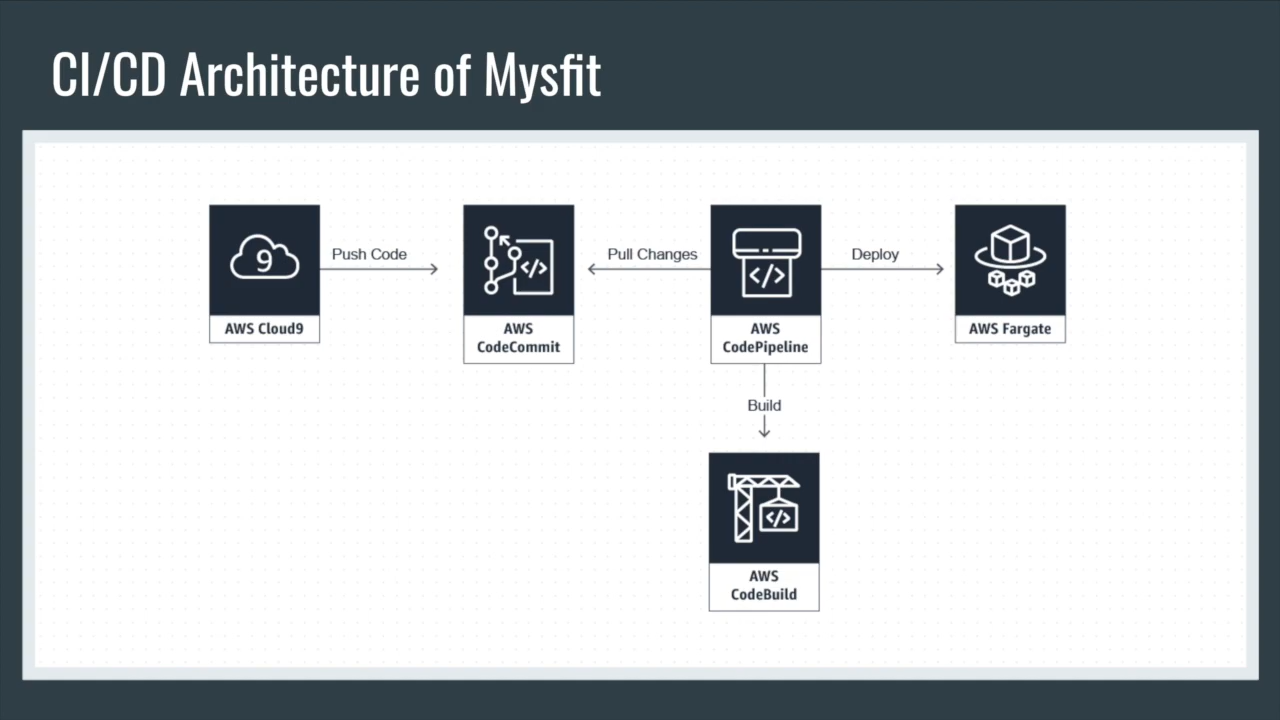 CI/CD Architecture of Mysfit
9
Push Code
</>
Pull Changes
</>
Deploy
AWS Cloud9
AWS
CodeCommit
AWS
CodePipeline
AWS Fargate
Build
</>
AWS
CodeBuild